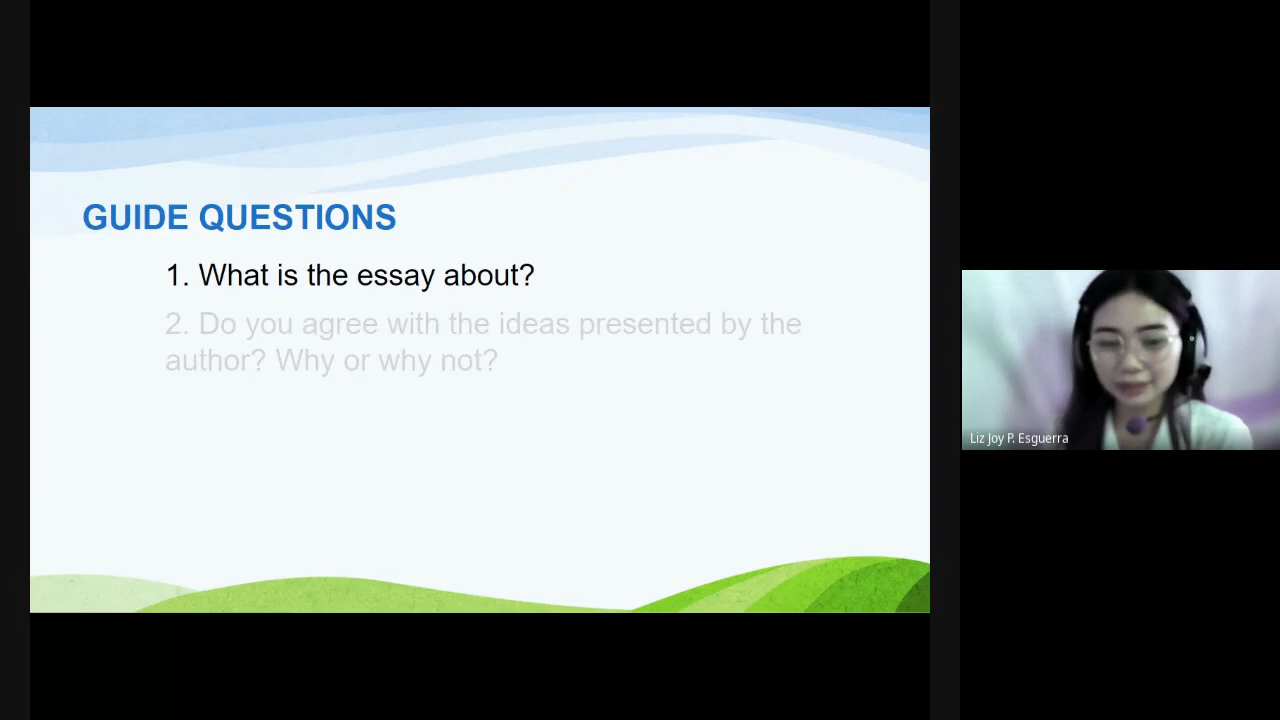 GUIDE QUESTIONS
1. What is the essay about?
2. Do you agree with the ideas presented by the
author? Why or why not?
Liz Joy P. Esguerra